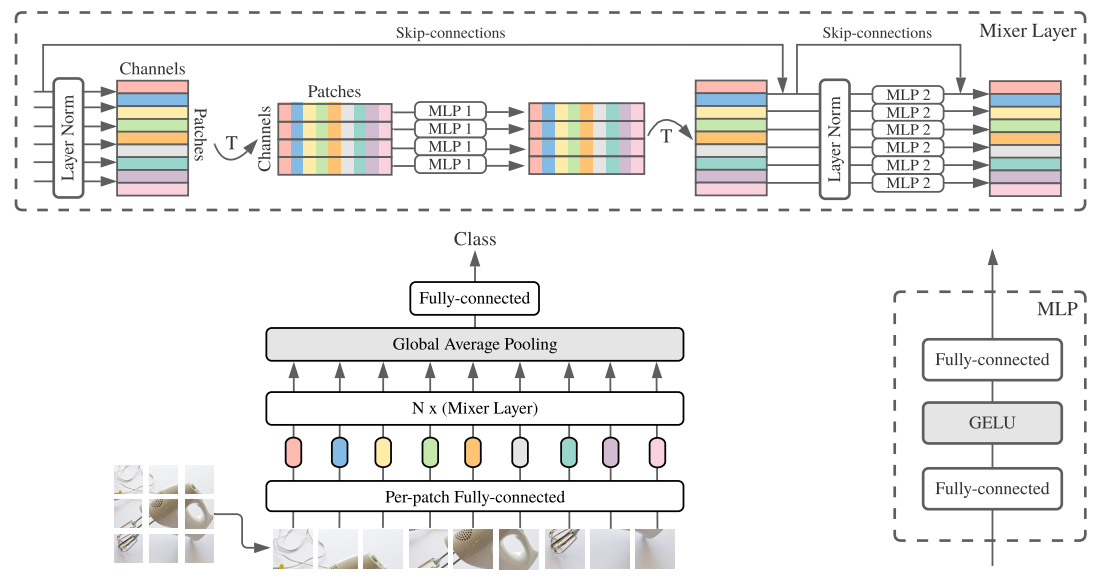 Mixer Layer
Skip-connections
Skip-connections
Layer Norm
Channels
Patches
T
Channels
Patches
MLP 1
MLP 1
MLP 1
MLP 1
T
Layer Norm
MLP 2
MLP 2
MLP 2
MLP 2
MLP 2
MLP 2
Class
Fully-connected
Global Average Pooling
N x (Mixer Layer)
Per-patch Fully-connected
MLP
Fully-connected
GELU
Fully-connected